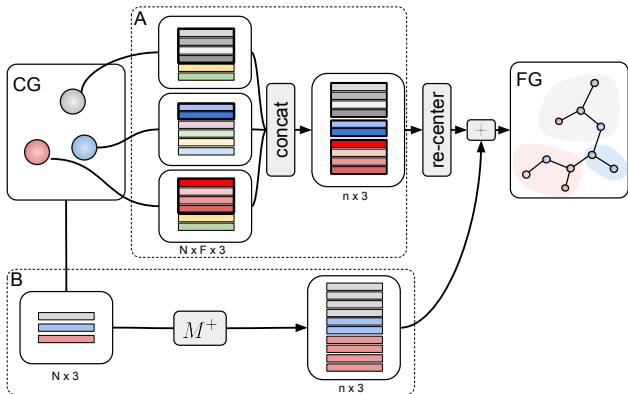 A
CG
concat
re-center
+
FG
n x 3
N x F x 3
B
M⁺
N x 3
n x 3